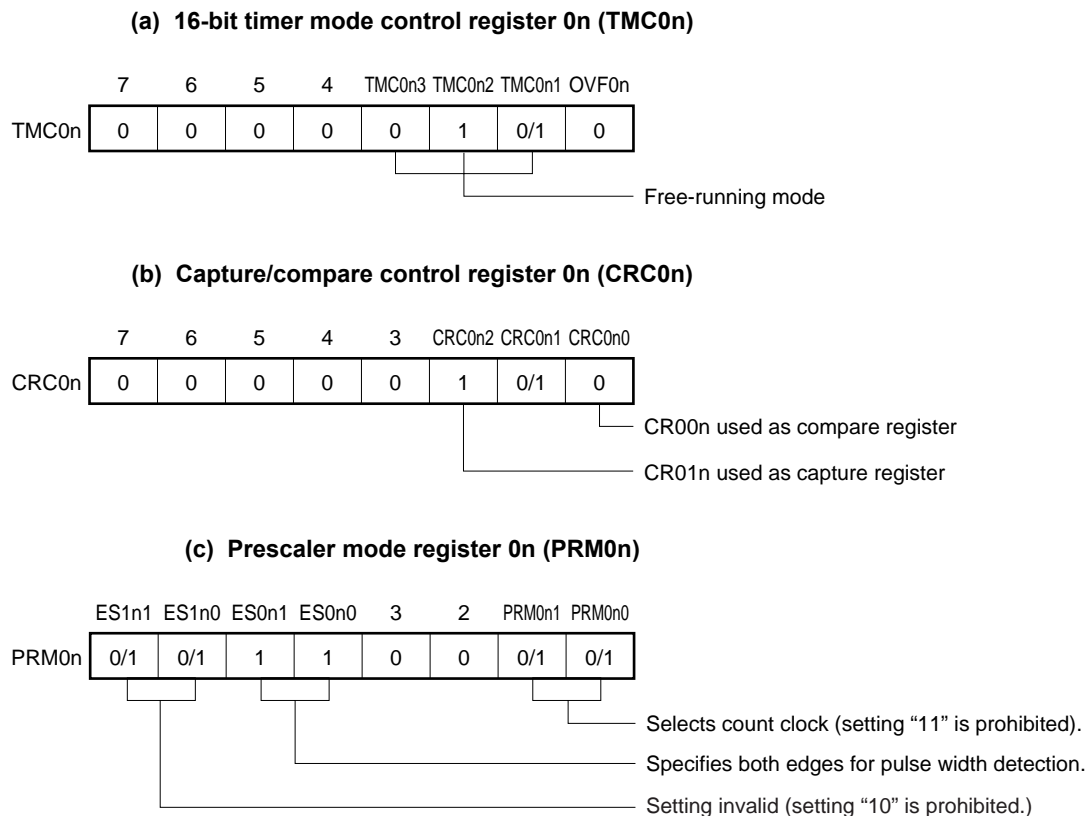 (a) 16-bit timer mode control register 0n (TMC0n)
7 6 5 4 TMC0n3 TMC0n2 TMC0n1 OVF0n
TMC0n 0 0 0 0 0 1 0/1 0
Free-running mode
(b) Capture/compare control register 0n (CRC0n)
7 6 5 4 3 CRC0n2 CRC0n1 CRC0n0
CRC0n 0 0 0 0 0 1 0/1 0
CR00n used as compare register
CR01n used as capture register
(c) Prescaler mode register 0n (PRM0n)
ES1n1 ES1n0 ES0n1 ES0n0 3 2 PRM0n1 PRM0n0
PRM0n 0/1 0/1 1 1 0 0 0/1 0/1
Selects count clock (setting “11” is prohibited).
Specifies both edges for pulse width detection.
Setting invalid (setting “10” is prohibited.)